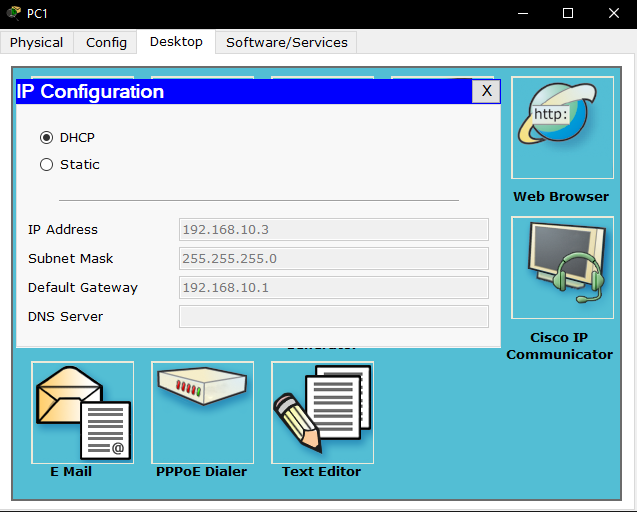 PC1
Physical Config Desktop Software/Services
IP Configuration X
DHCP
Static
IP Address 192.168.10.3
Subnet Mask 255.255.255.0
Default Gateway 192.168.10.1
DNS Server
http:
Web Browser
Cisco IP
Communicator
@
E Mail
PPPoE Dialer
Text Editor